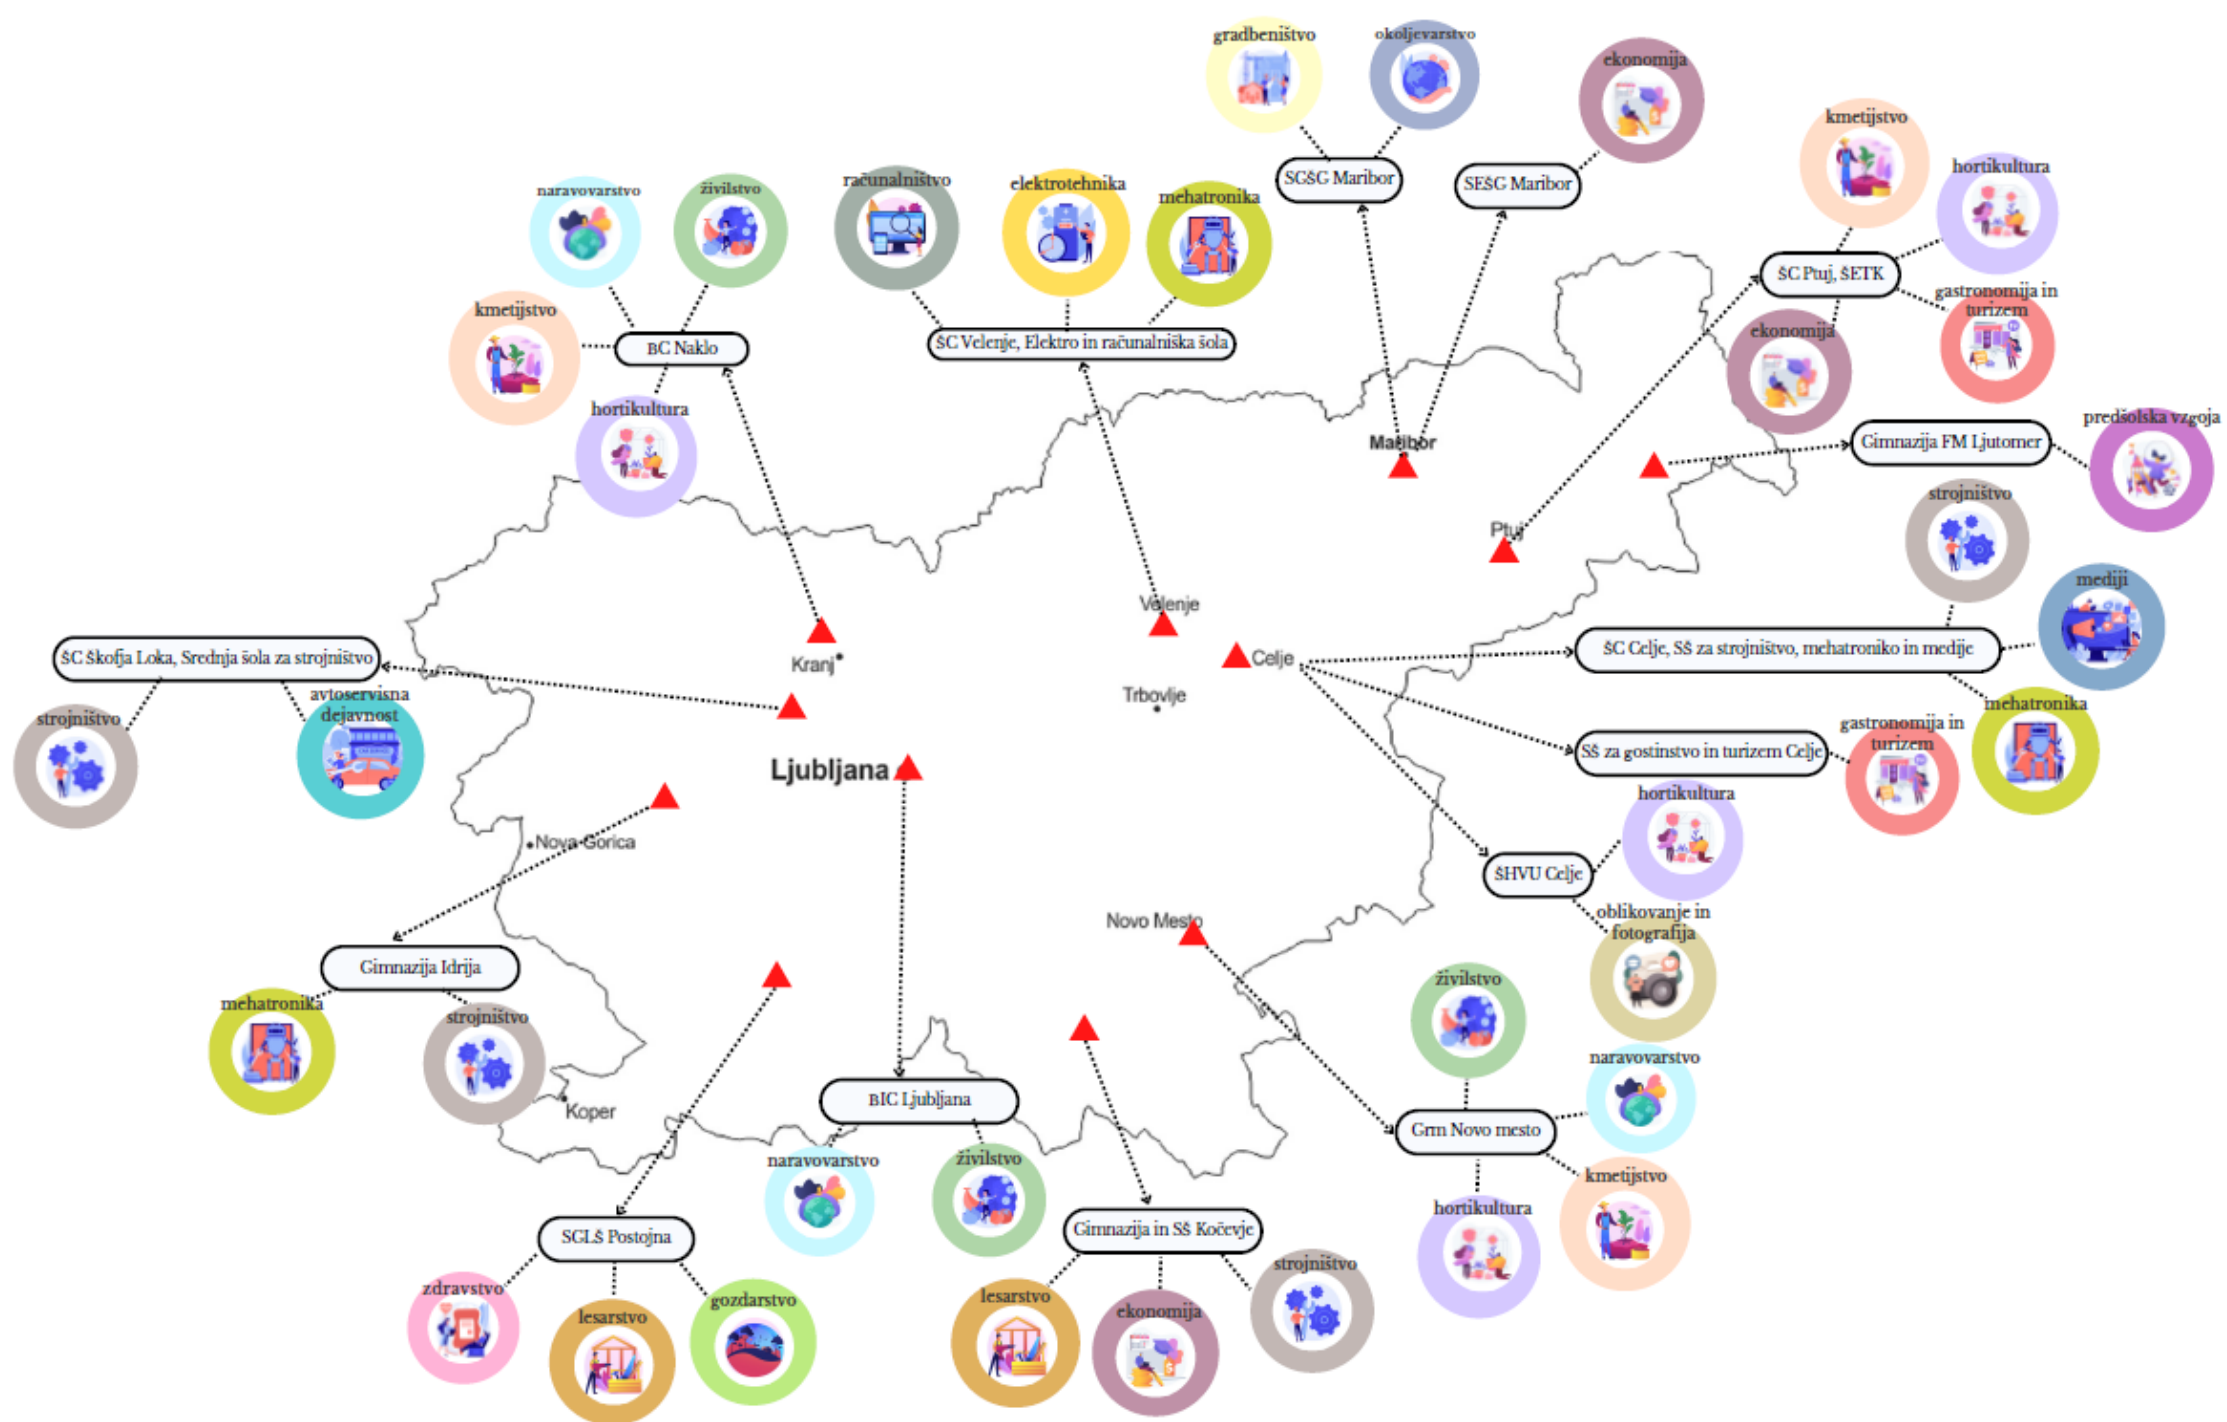 gradbeništvo
okoljevarstvo
ekonomija
kmetijstvo
hortikultura
SGŠG Maribor
SEŠG Maribor
naravovarstvo
živilstvo
računalništvo
elektrotehnika
mehatronika
ŠC Ptuj, ŠETK
gastronomija in
turizem
kmetijstvo
BC Naklo
ŠC Velenje, Elektro in računalniška šola
ekonomija
hortikultura
Maribor
Gimnazija FM Ljutomer
predšolska vzgoja
strojništvo
Ptuj
mediji
Velenje
Kranj
Celje
ŠC Škofja Loka, Srednja šola za strojništvo
ŠC Celje, SŠ za strojništvo, mehatroniko in medije
Trbovlje
avtoservisna
dejavnost
strojništvo
mehatronika
gastronomija in
turizem
SŠ za gostinstvo in turizem Celje
Ljubljana
hortikultura
Nova Gorica
ŠHVU Celje
oblikovanje in
fotografija
Novo Mesto
Gimnazija Idrija
mehatronika
strojništvo
živilstvo
naravovarstvo
Koper
BIC Ljubljana
Grm Novo mesto
naravovarstvo
živilstvo
kmetijstvo
hortikultura
SGLŠ Postojna
Gimnazija in SŠ Kočevje
zdravstvo
lesarstvo
gozdarstvo
lesarstvo
ekonomija
strojništvo